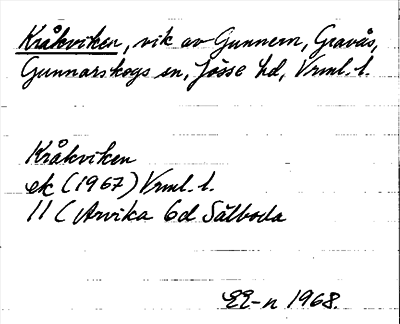 Kråkviken, vik av Gunnern, Gravås,
Gunnarskogs sn, Jösse hd, Vrml. l.
Kråkviken
ek (1967) Vrml. l.
11 C Arvika 6d Sälboda
EE-n 1968.